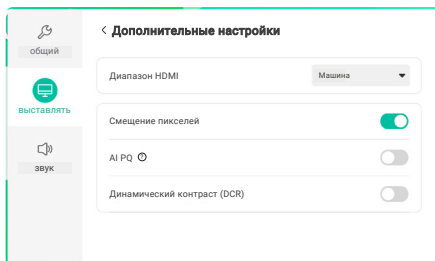 общий
выставлять
звук
< Дополнительные настройки
Диапазон HDMI
Машина
Смещение пикселей
AI PQ ?
Динамический контраст (DCR)